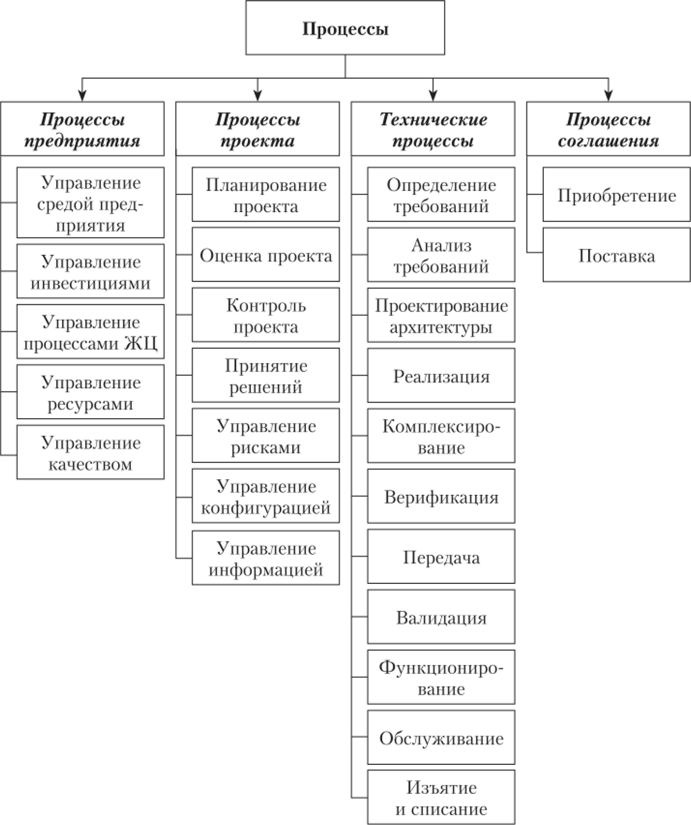 Процессы
Процессы
предприятия
Управление
средой пред-
приятия
Управление
инвестициями
Управление
процессами ЖЦ
Управление
ресурсами
Управление
качеством
Процессы
проекта
Планирование
проекта
Оценка проекта
Контроль
проекта
Принятие
решений
Управление
рисками
Управление
конфигурацией
Управление
информацией
Технические
процессы
Определение
требований
Анализ
требований
Проектирование
архитектуры
Реализация
Комплексиро-
вание
Верификация
Передача
Валидация
Функциониро-
вание
Обслуживание
Изъятие
и списание
Процессы
соглашения
Приобретение
Поставка